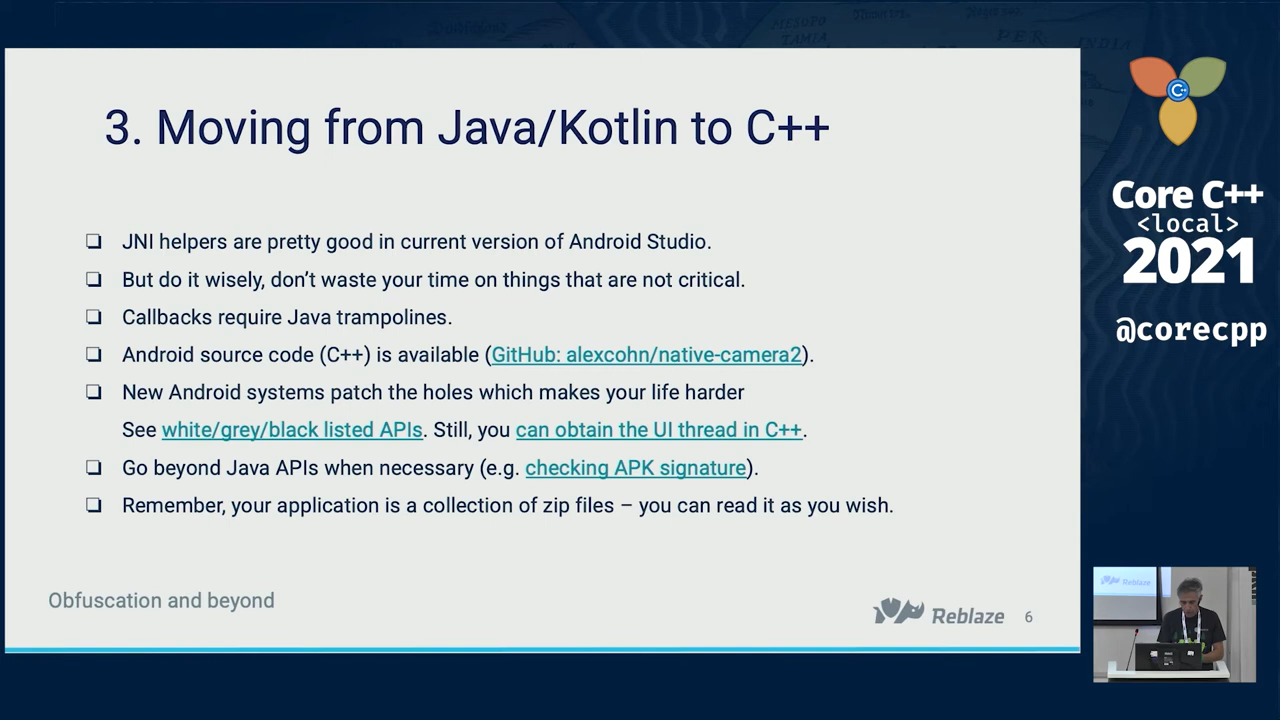 MESOPO
TAMIA
PER
INDIA
3. Moving from Java/Kotlin to C++
❏ JNI helpers are pretty good in current version of Android Studio.
❏ But do it wisely, don’t waste your time on things that are not critical.
❏ Callbacks require Java trampolines.
❏ Android source code (C++) is available (GitHub: alexcohn/native-camera2).
❏ New Android systems patch the holes which makes your life harder
See white/grey/black listed APIs. Still, you can obtain the UI thread in C++.
❏ Go beyond Java APIs when necessary (e.g. checking APK signature).
❏ Remember, your application is a collection of zip files – you can read it as you wish.
Obfuscation and beyond
Reblaze
6
C++
Core C++
<local>
2021
@corecpp
Reblaze